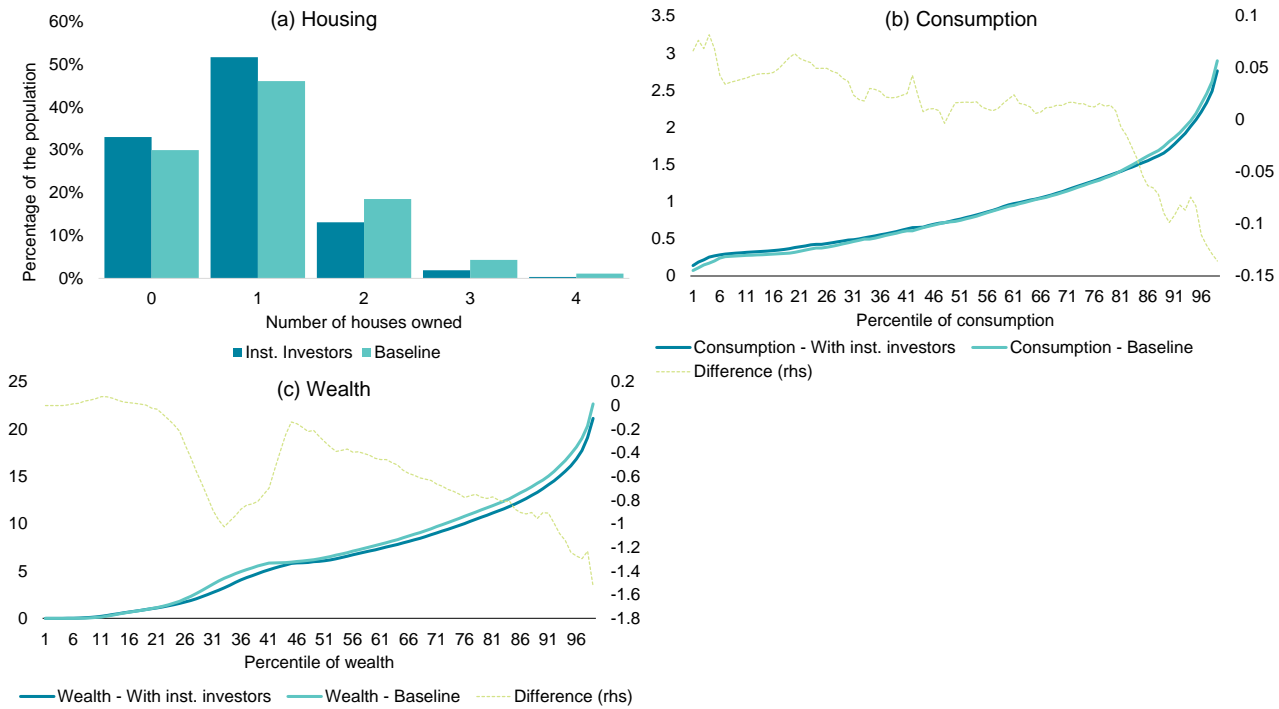 (a) Housing
60%
50%
40%
30%
20%
10%
0%
Percentage of the population
0 1 2 3 4
Number of houses owned
Inst. Investors Baseline
(b) Consumption
3.5
3
2.5
2
1.5
1
0.5
0
0.1
0.05
0
-0.05
-0.1
-0.15
1 6 11 16 21 26 31 36 41 46 51 56 61 66 71 76 81 86 91 96
Percentile of consumption
Consumption - With inst. investors Consumption - Baseline
Difference (rhs)
(c) Wealth
25
20
15
10
5
0
0.2
0
-0.2
-0.4
-0.6
-0.8
-1
-1.2
-1.4
-1.6
-1.8
1 6 11 16 21 26 31 36 41 46 51 56 61 66 71 76 81 86 91 96
Percentile of wealth
Wealth - With inst. investors Wealth - Baseline Difference (rhs)